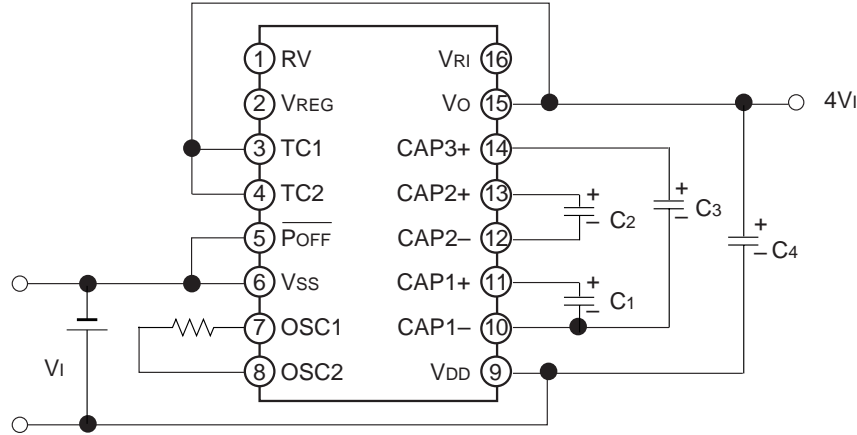 1 RV
2 VREG
3 TC1
4 TC2
5 POFF
6 VSS
7 OSC1
8 OSC2
VRI 16
VO 15
CAP3+ 14
CAP2+ 13
CAP2– 12
CAP1+ 11
CAP1– 10
VDD 9
4VI
VI
+
– C2
+
– C1
+
– C3
+
– C4